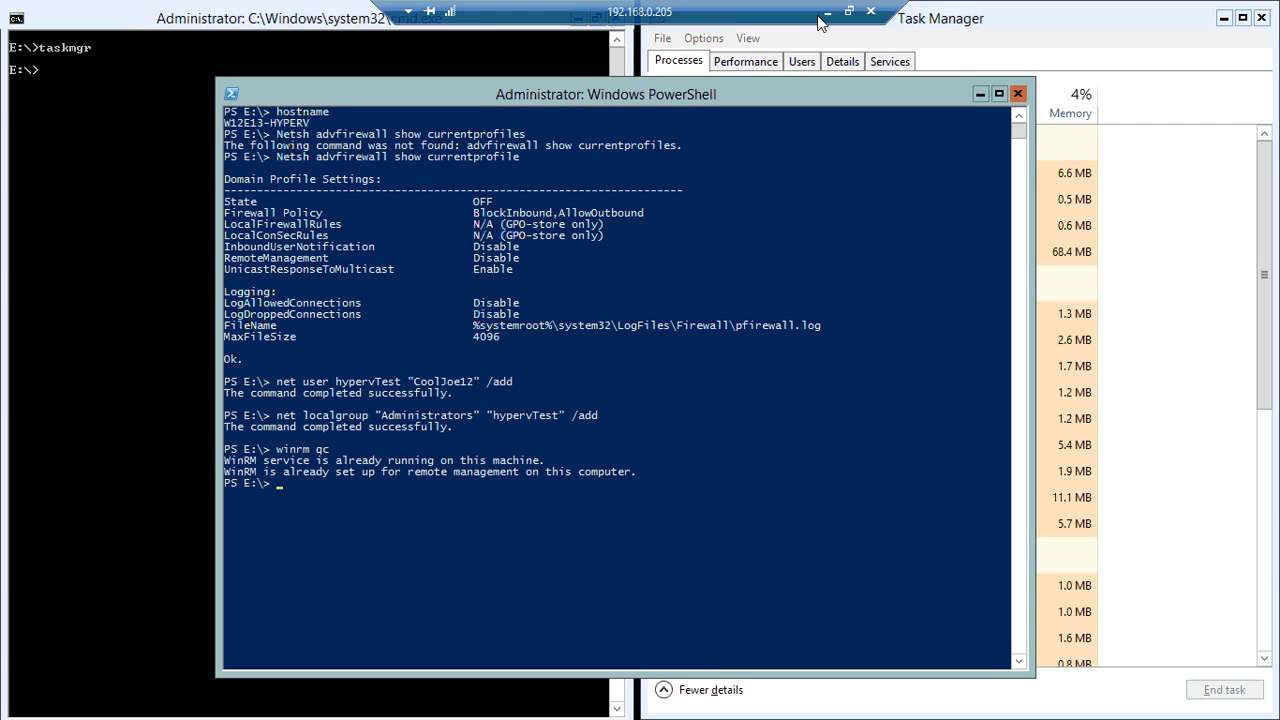 Administrator: C:\Windows\system32\cmd.exe
192.168.0.205
Task Manager
E:\>taskmgr
E:\>
File Options View
Processes Performance Users Details Services
4%
Memory
6.6 MB
0.5 MB
0.6 MB
68.4 MB
1.3 MB
2.6 MB
1.7 MB
1.2 MB
1.2 MB
5.4 MB
1.9 MB
11.1 MB
5.7 MB
1.0 MB
1.0 MB
1.6 MB
0.8 MB
Fewer details
End task
Administrator: Windows PowerShell
PS E:\> hostname
W12E13-HYPERV
PS E:\> Netsh advfirewall show currentprofiles
The following command was not found: advfirewall show currentprofiles.
PS E:\> Netsh advfirewall show currentprofile
Domain Profile Settings:
----------------------------------------------------------------------
State OFF
Firewall Policy BlockInbound,AllowOutbound
LocalFirewallRules N/A (GPO-store only)
LocalConSecRules N/A (GPO-store only)
InboundUserNotification Disable
RemoteManagement Disable
UnicastResponseToMulticast Enable
Logging:
LogAllowedConnections Disable
LogDroppedConnections Disable
FileName %systemroot%\system32\LogFiles\Firewall\pfirewall.log
MaxFileSize 4096
Ok.
PS E:\> net user hypervTest "CoolJoe12" /add
The command completed successfully.
PS E:\> net localgroup "Administrators" "hypervTest" /add
The command completed successfully.
PS E:\> winrm qc
WinRM service is already running on this machine.
WinRM is already set up for remote management on this computer.
PS E:\> _